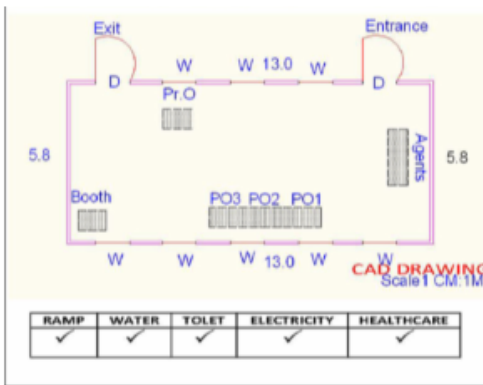 Exit Entrance
W W 13.0 W
D D
Pr.O
5.8 Agents 5.8
Booth PO3 PO2 PO1
W W W 13.0 W W
CAD DRAWING
Scale1 CM:1M
RAMP WATER TOLET ELECTRICITY HEALTHCARE
✓ ✓ ✓ ✓ ✓